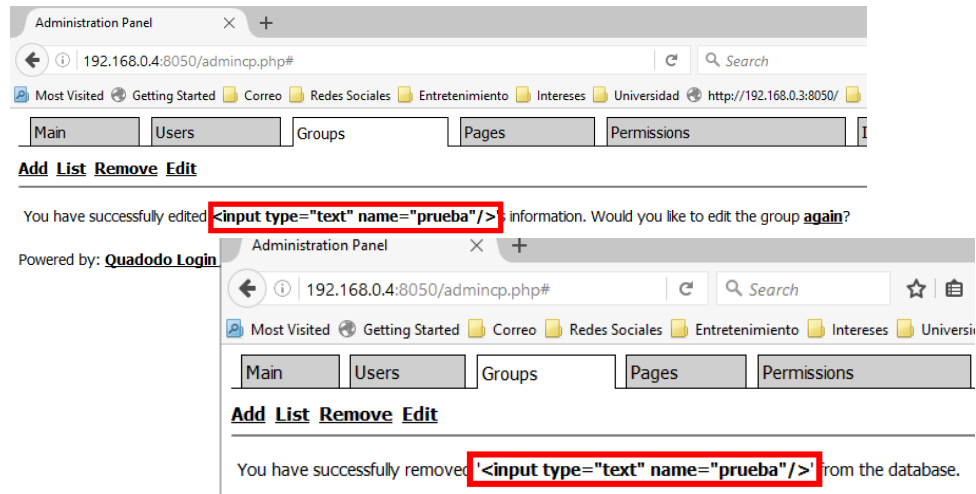 Administration Panel
192.168.0.4:8050/admincp.php#
Search
Most Visited Getting Started Correo Redes Sociales Entretenimiento Intereses Universidad http://192.168.0.3:8050/
Main Users Groups Pages Permissions
Add List Remove Edit
You have successfully edited <input type="text" name="prueba"/>'s information. Would you like to edit the group again?
Powered by: Quadodo Login
Administration Panel
192.168.0.4:8050/admincp.php#
Search
Most Visited Getting Started Correo Redes Sociales Entretenimiento Intereses Universi
Main Users Groups Pages Permissions
Add List Remove Edit
You have successfully removed '<input type="text" name="prueba"/>' from the database.